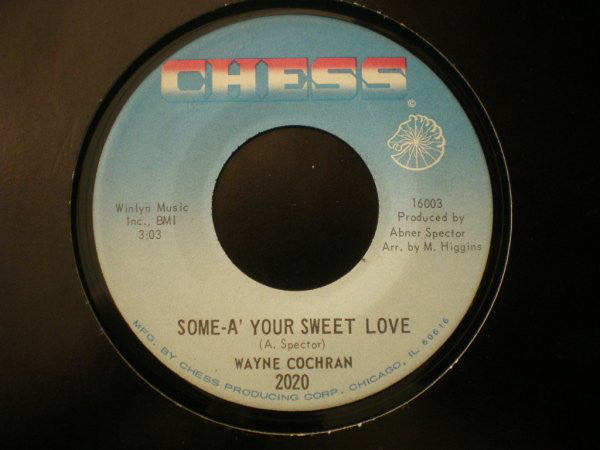 CHESS
©
Winlyn Music
Inc., BMI
3:03
16003
Produced by
Abner Spector
Arr. by M. Higgins
SOME-A' YOUR SWEET LOVE
(A. Spector)
WAYNE COCHRAN
2020
MFG. BY CHESS PRODUCING CORP. CHICAGO, IL 60616